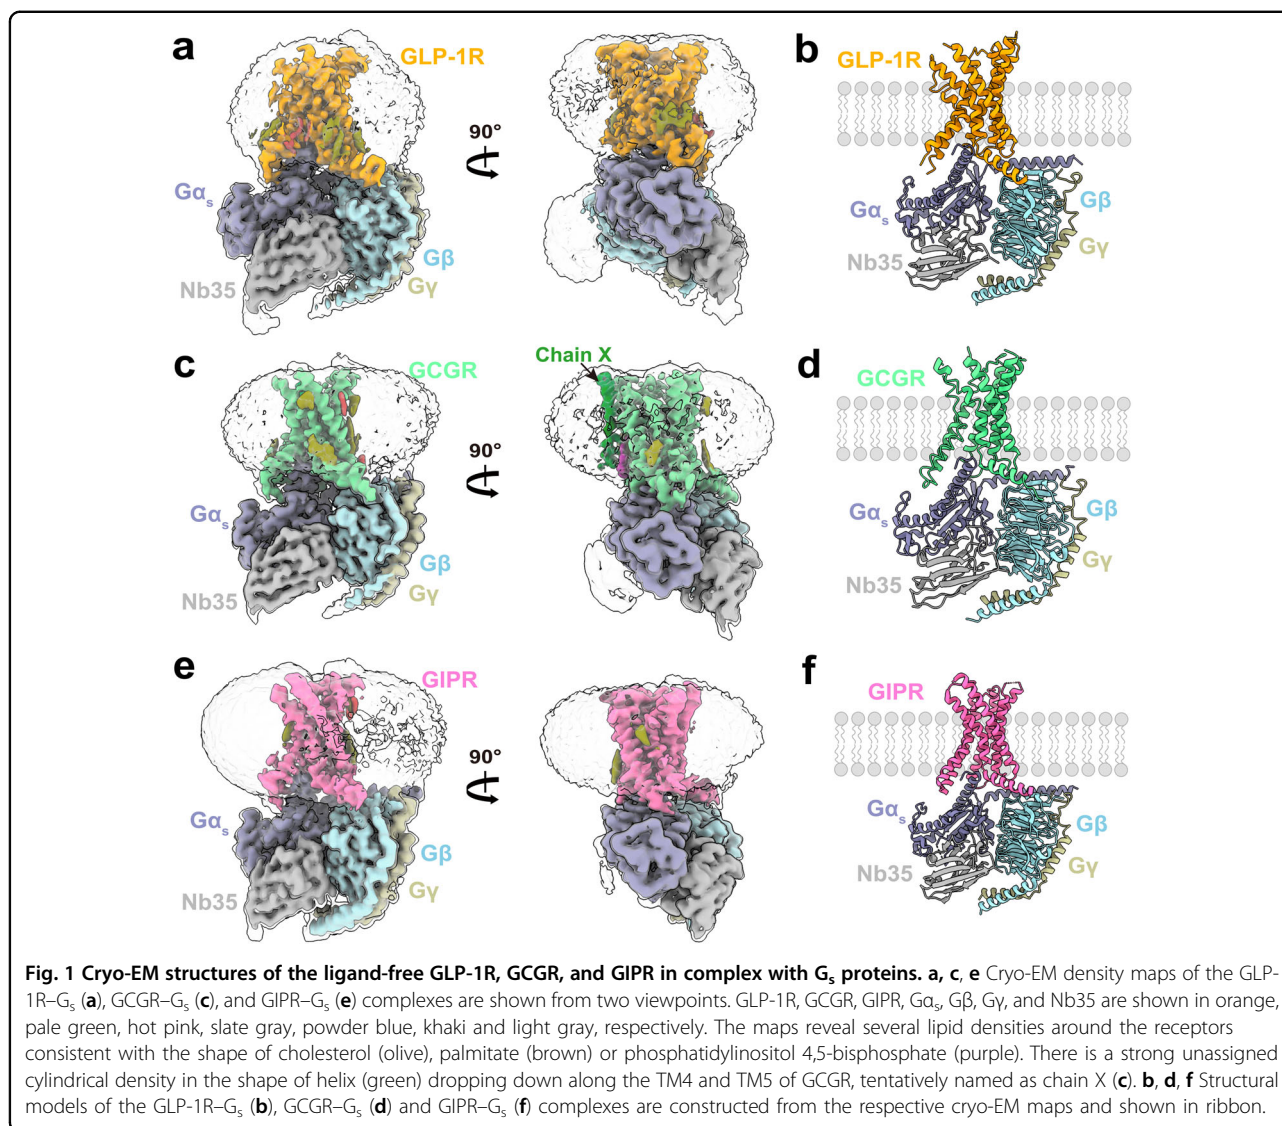 a
GLP-1R
90°
Gαs
Gβ
Gγ
Nb35
b
GLP-1R
Gαs
Gβ
Gγ
Nb35
c
GCGR
Chain X
90°
Gαs
Gβ
Gγ
Nb35
d
GCGR
Gαs
Gβ
Gγ
Nb35
e
GIPR
90°
Gαs
Gβ
Gγ
Nb35
f
GIPR
Gαs
Gβ
Gγ
Nb35
Fig. 1 Cryo-EM structures of the ligand-free GLP-1R, GCGR, and GIPR in complex with Gs proteins. a, c, e Cryo-EM density maps of the GLP-
1R–Gs (a), GCGR–Gs (c), and GIPR–Gs (e) complexes are shown from two viewpoints. GLP-1R, GCGR, GIPR, Gαs, Gβ, Gγ, and Nb35 are shown in orange,
pale green, hot pink, slate gray, powder blue, khaki and light gray, respectively. The maps reveal several lipid densities around the receptors
consistent with the shape of cholesterol (olive), palmitate (brown) or phosphatidylinositol 4,5-bisphosphate (purple). There is a strong unassigned
cylindrical density in the shape of helix (green) dropping down along the TM4 and TM5 of GCGR, tentatively named as chain X (c). b, d, f Structural
models of the GLP-1R–Gs (b), GCGR–Gs (d) and GIPR–Gs (f) complexes are constructed from the respective cryo-EM maps and shown in ribbon.